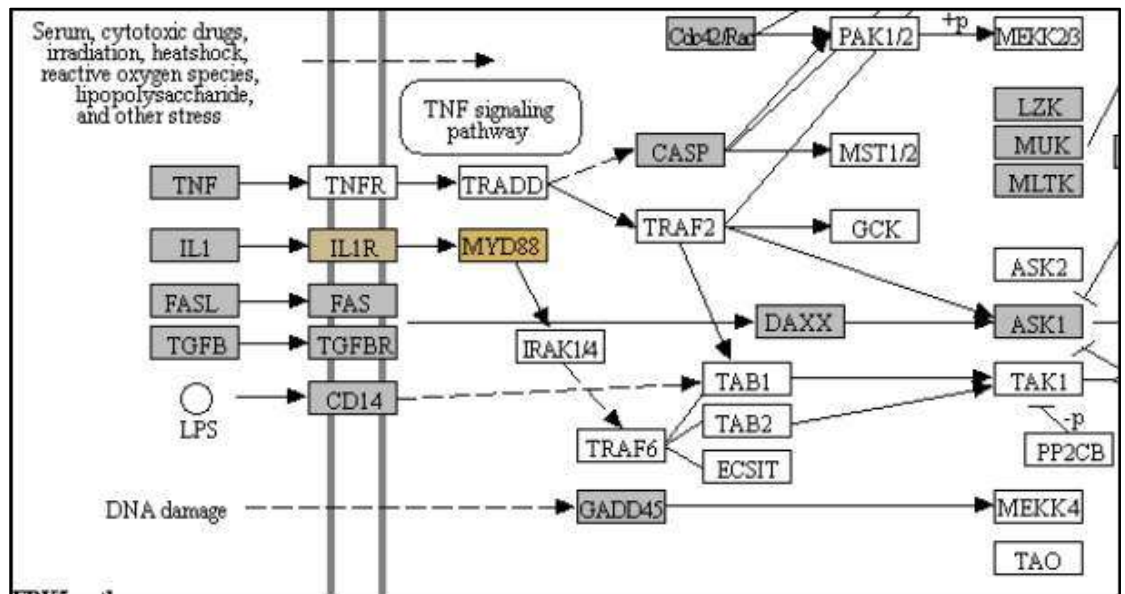 Serum, cytotoxic drugs,
irradiation, heatshock,
reactive oxygen species,
lipopolysaccharide,
and other stress
TNF signaling
pathway
Cdc42/Rac
PAK1/2
+p
MEKK2/3
LZK
MUK
MLTK
CASP
MST1/2
TNF
TNFR
TRADD
TRAF2
GCK
IL1
IL1R
MYD88
ASK2
FASL
FAS
DAXX
ASK1
TGFB
TGFBR
IRAK1/4
CD14
TAB1
TAK1
LPS
TAB2
-p
TRAF6
PP2CB
ECSIT
DNA damage
GADD45
MEKK4
TAO